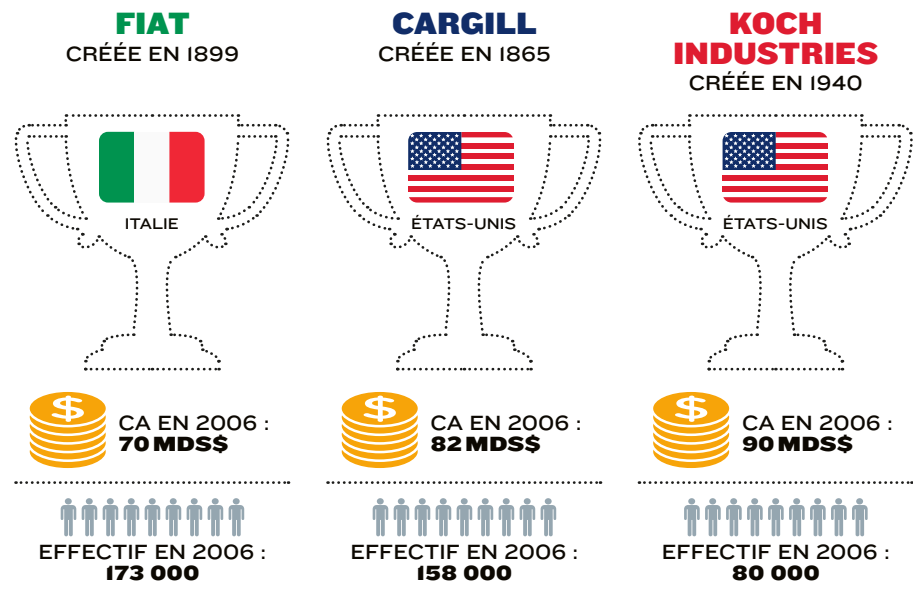 FIAT
CRÉÉE EN 1899
ITALIE
$
CA EN 2006 :
70 MDS$
EFFECTIF EN 2006 :
173 000
CARGILL
CRÉÉE EN 1865
ÉTATS-UNIS
$
CA EN 2006 :
82 MDS$
EFFECTIF EN 2006 :
158 000
KOCH
INDUSTRIES
CRÉÉE EN 1940
ÉTATS-UNIS
$
CA EN 2006 :
90 MDS$
EFFECTIF EN 2006 :
80 000